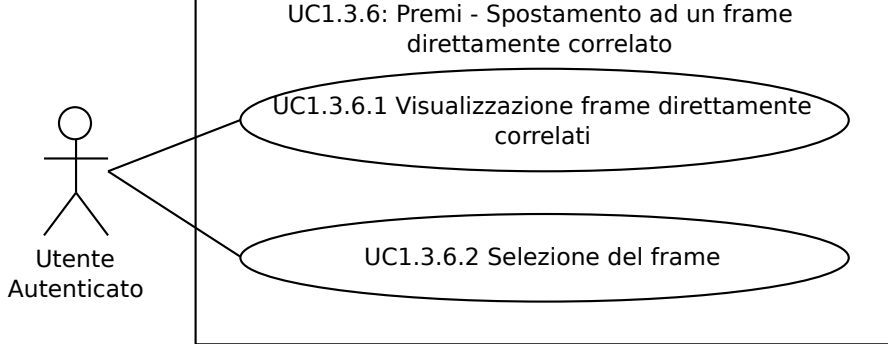 UC1.3.6: Premi - Spostamento ad un frame
direttamente correlato
UC1.3.6.1 Visualizzazione frame direttamente
correlati
UC1.3.6.2 Selezione del frame
Utente
Autenticato